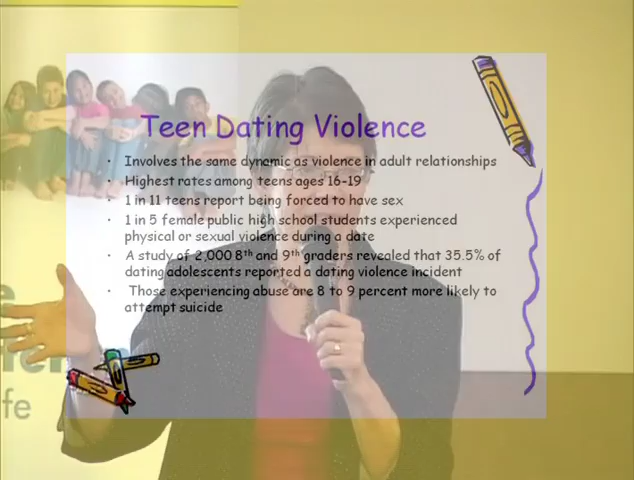 Teen Dating Violence
• Involves the same dynamic as violence in adult relationships
• Highest rates among teens ages 16-19
• 1 in 11 teens report being forced to have sex
• 1 in 5 female public high school students experienced
physical or sexual violence during a date
• A study of 2,000 8th and 9th graders revealed that 35.5% of
dating adolescents reported a dating violence incident
• Those experiencing abuse are 8 to 9 percent more likely to
attempt suicide
fe